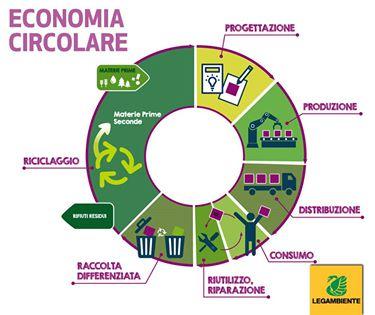 ECONOMIA
CIRCOLARE
PROGETTAZIONE
MATERIE PRIME
Materie Prime
Seconde
PRODUZIONE
RICICLAGGIO
DISTRIBUZIONE
RIFIUTI RESIDUI
CONSUMO
RACCOLTA
DIFFERENZIATA
RIUTILIZZO,
RIPARAZIONE
LEGAMBIENTE